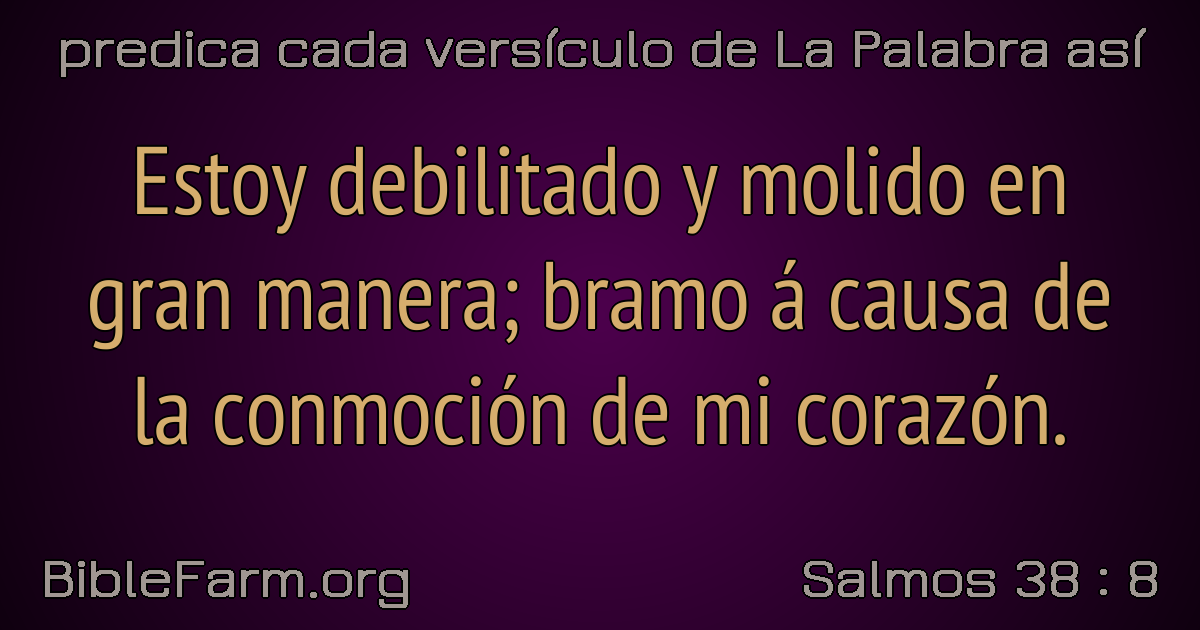 predica cada versículo de La Palabra así
Estoy debilitado y molido en
gran manera; bramo á causa de
la conmoción de mi corazón.
BibleFarm.org
Salmos 38 : 8